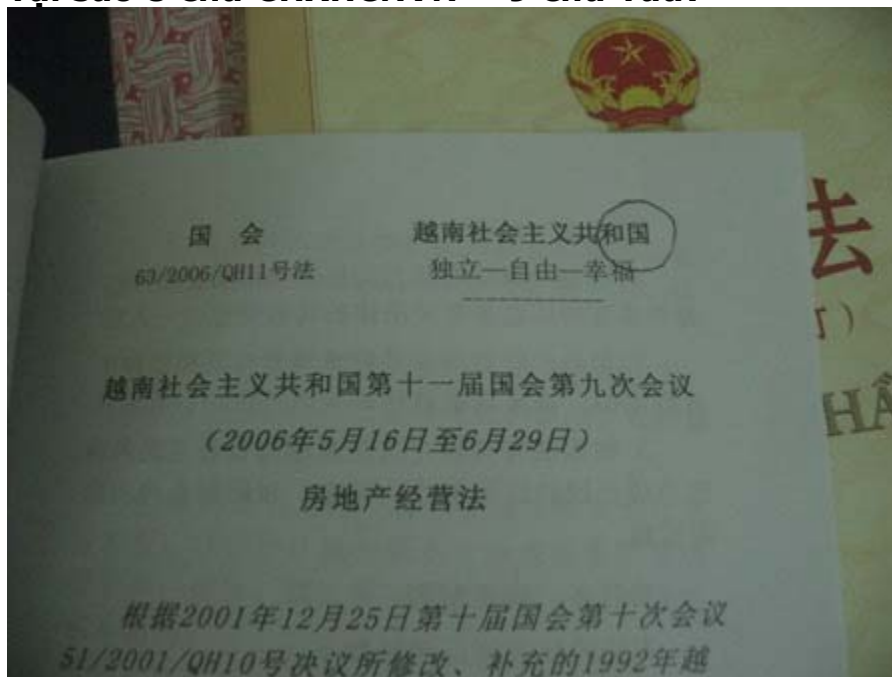 国 会
越南社会主义共和国
63/2006/QH11号法
独立—自由—幸福
越南社会主义共和国第十一届国会第九次会议
（2006年5月16日至6月29日）
房地产经营法
根据2001年12月25日第十届国会第十次会议
51/2001/QH10号决议所修改、补充的1992年越
法
HÂ